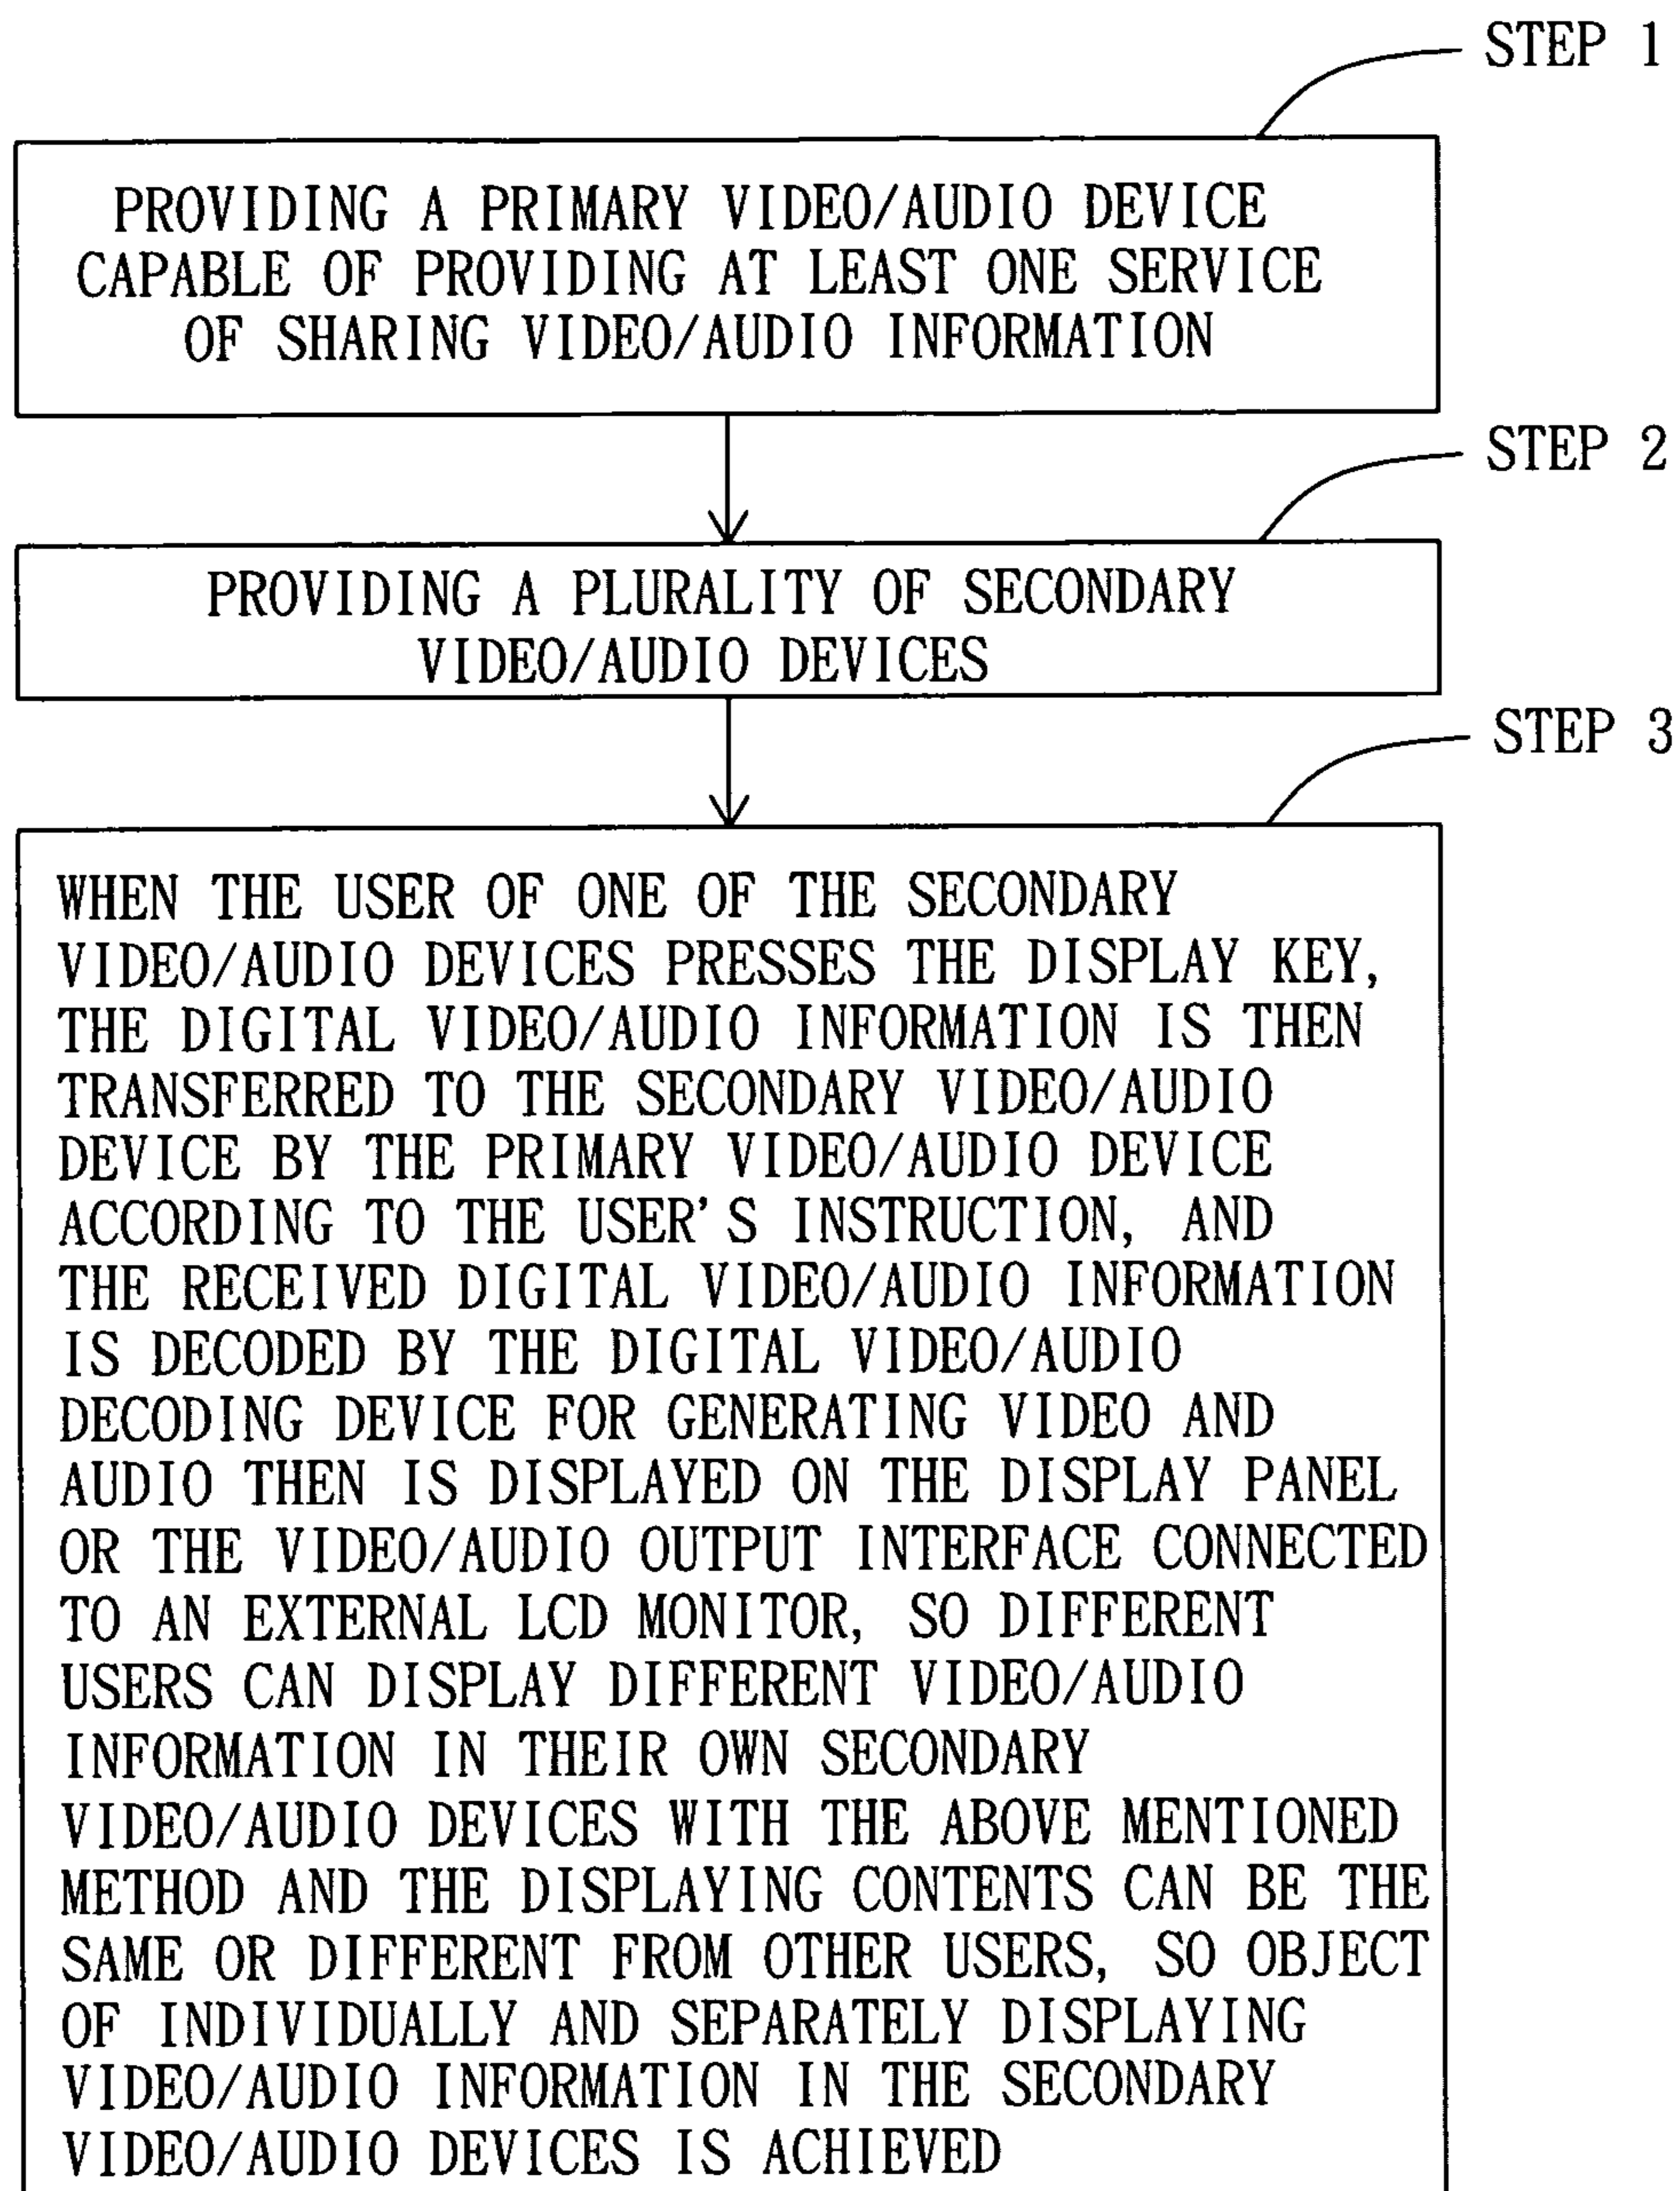 STEP 1
PROVIDING A PRIMARY VIDEO/AUDIO DEVICE
CAPABLE OF PROVIDING AT LEAST ONE SERVICE
OF SHARING VIDEO/AUDIO INFORMATION
STEP 2
PROVIDING A PLURALITY OF SECONDARY
VIDEO/AUDIO DEVICES
STEP 3
WHEN THE USER OF ONE OF THE SECONDARY
VIDEO/AUDIO DEVICES PRESSES THE DISPLAY KEY,
THE DIGITAL VIDEO/AUDIO INFORMATION IS THEN
TRANSFERRED TO THE SECONDARY VIDEO/AUDIO
DEVICE BY THE PRIMARY VIDEO/AUDIO DEVICE
ACCORDING TO THE USER'S INSTRUCTION, AND
THE RECEIVED DIGITAL VIDEO/AUDIO INFORMATION
IS DECODED BY THE DIGITAL VIDEO/AUDIO
DECODING DEVICE FOR GENERATING VIDEO AND
AUDIO THEN IS DISPLAYED ON THE DISPLAY PANEL
OR THE VIDEO/AUDIO OUTPUT INTERFACE CONNECTED
TO AN EXTERNAL LCD MONITOR, SO DIFFERENT
USERS CAN DISPLAY DIFFERENT VIDEO/AUDIO
INFORMATION IN THEIR OWN SECONDARY
VIDEO/AUDIO DEVICES WITH THE ABOVE MENTIONED
METHOD AND THE DISPLAYING CONTENTS CAN BE THE
SAME OR DIFFERENT FROM OTHER USERS, SO OBJECT
OF INDIVIDUALLY AND SEPARATELY DISPLAYING
VIDEO/AUDIO INFORMATION IN THE SECONDARY
VIDEO/AUDIO DEVICES IS ACHIEVED